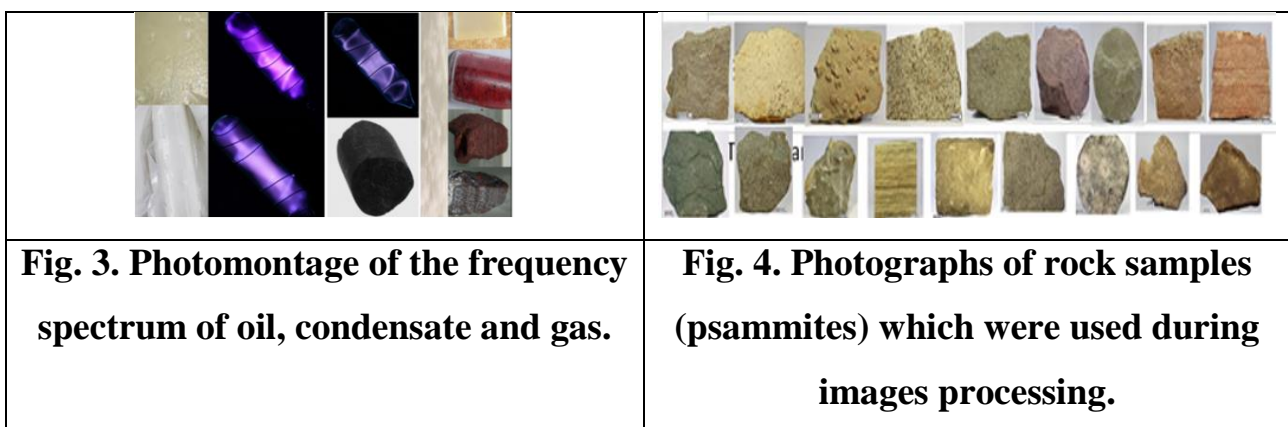 Fig. 3. Photomontage of the frequency
spectrum of oil, condensate and gas.
Fig. 4. Photographs of rock samples
(psammites) which were used during
images processing.